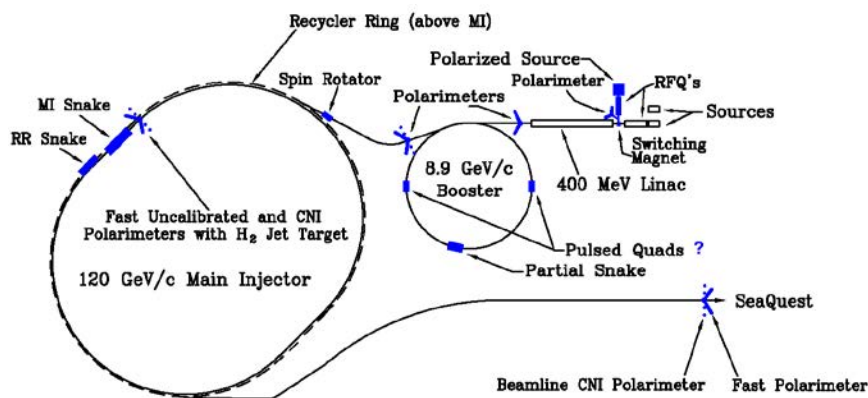 Recycler Ring (above MI)
Polarized Source
Polarimeter
RFQ's
Spin Rotator
MI Snake
Polarimeters
Sources
RR Snake
Switching
Magnet
8.9 GeV/c
Booster
400 MeV Linac
Fast Uncalibrated and CNI
Polarimeters with H₂ Jet Target
Pulsed Quads ?
Partial Snake
120 GeV/c Main Injector
SeaQuest
Beamline CNI Polarimeter
Fast Polarimeter